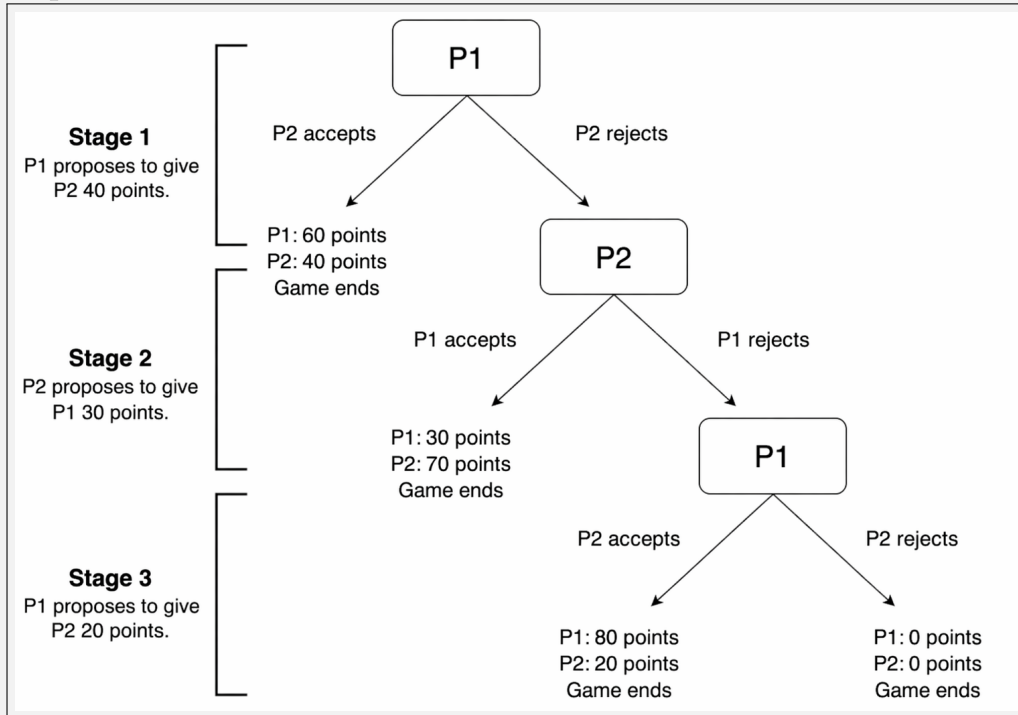 P1
P2 accepts
P2 rejects
Stage 1
P1 proposes to give
P2 40 points.
P1: 60 points
P2: 40 points
Game ends
P2
P1 accepts
P1 rejects
Stage 2
P2 proposes to give
P1 30 points.
P1: 30 points
P2: 70 points
Game ends
P1
P2 accepts
P2 rejects
Stage 3
P1 proposes to give
P2 20 points.
P1: 80 points
P2: 20 points
Game ends
P1: 0 points
P2: 0 points
Game ends